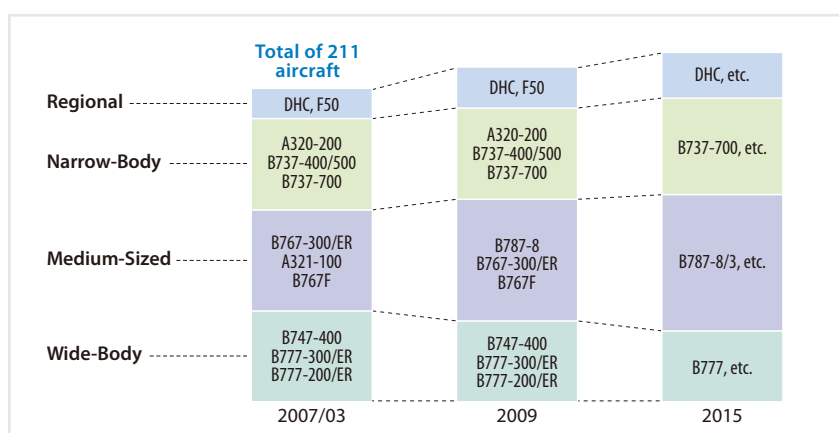 Total of 211
aircraft
Regional
DHC, F50
DHC, F50
DHC, etc.
Narrow-Body
A320-200
B737-400/500
B737-700
A320-200
B737-400/500
B737-700
B737-700, etc.
Medium-Sized
B767-300/ER
A321-100
B767F
B787-8
B767-300/ER
B767F
B787-8/3, etc.
Wide-Body
B747-400
B777-300/ER
B777-200/ER
B747-400
B777-300/ER
B777-200/ER
B777, etc.
2007/03
2009
2015